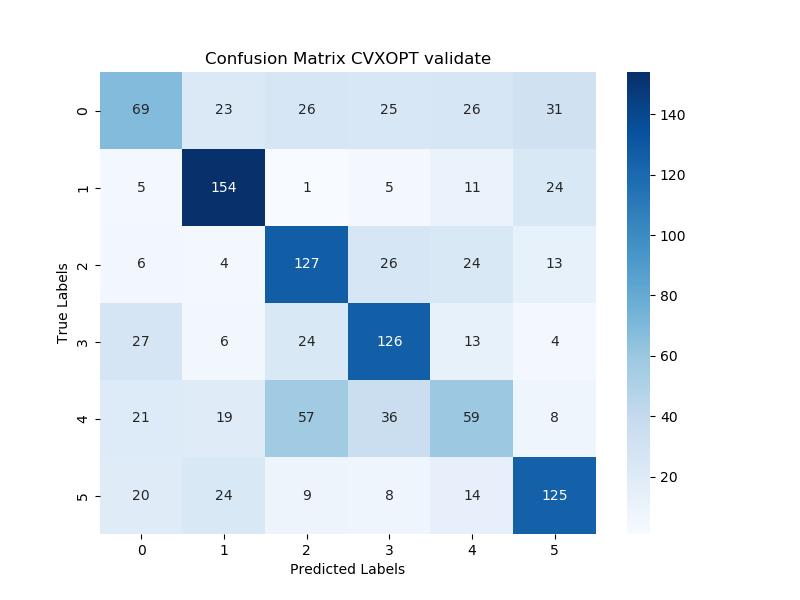 Confusion Matrix CVXOPT validate
0 69 23 26 25 26 31
1 5 154 1 5 11 24
2 6 4 127 26 24 13
3 27 6 24 126 13 4
4 21 19 57 36 59 8
5 20 24 9 8 14 125
0 1 2 3 4 5
Predicted Labels
True Labels
140
120
100
80
60
40
20